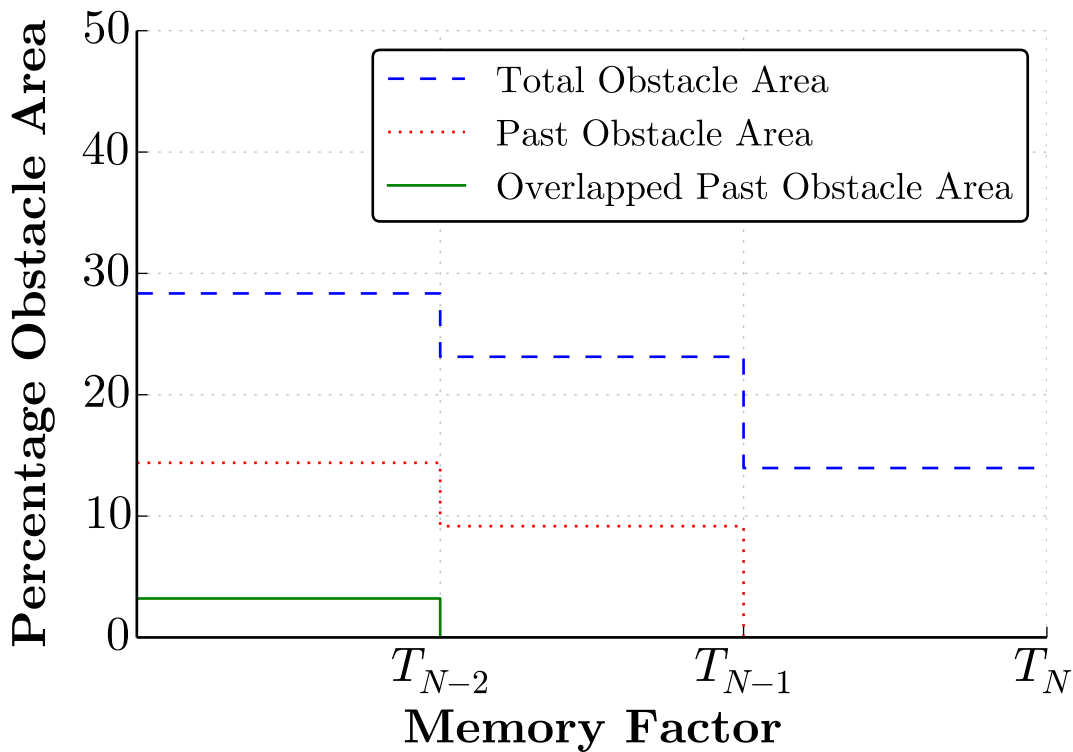 Percentage Obstacle Area
50
40
30
20
10
0
Total Obstacle Area
Past Obstacle Area
Overlapped Past Obstacle Area
T_{N-2} T_{N-1} T_N
Memory Factor